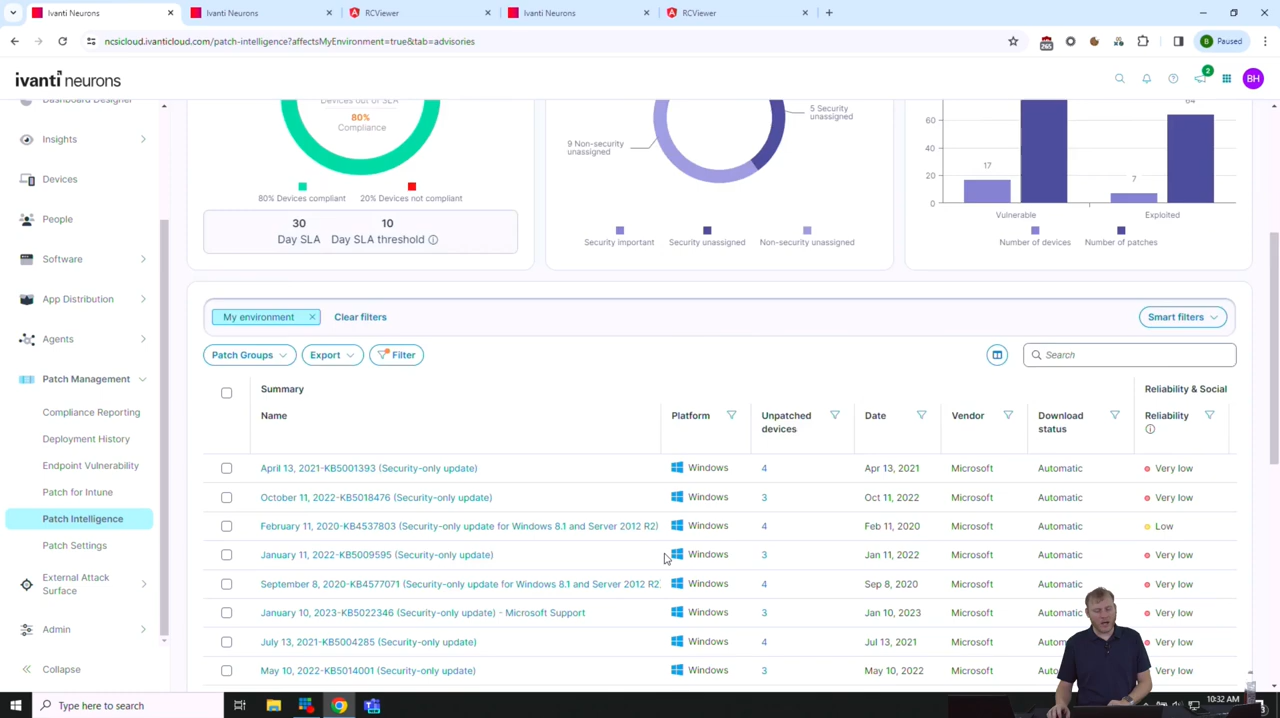 Ivanti Neurons
Ivanti Neurons
RCViewer
Ivanti Neurons
RCViewer
ncsicloud.ivanticloud.com/patch-intelligence?affectsMyEnvironment=true&tab=advisories
265
B Paused
ivanti neurons
2
BH
Dashboard Designer
Insights
Devices
People
Software
App Distribution
Agents
Patch Management
Compliance Reporting
Deployment History
Endpoint Vulnerability
Patch for Intune
Patch Intelligence
Patch Settings
External Attack
Surface
Admin
Collapse
Devices out of SLA
80%
Compliance
80% Devices compliant 20% Devices not compliant
30 10
Day SLA Day SLA threshold
5 Security
unassigned
9 Non-security
unassigned
Security important Security unassigned Non-security unassigned
64
60
40
20
0
17
7
Vulnerable Exploited
Number of devices Number of patches
My environment Clear filters Smart filters
Patch Groups Export Filter Search
Summary Reliability & Social
Name Platform Unpatched devices Date Vendor Download status Reliability
April 13, 2021-KB5001393 (Security-only update) Windows 4 Apr 13, 2021 Microsoft Automatic Very low
October 11, 2022-KB5018476 (Security-only update) Windows 3 Oct 11, 2022 Microsoft Automatic Very low
February 11, 2020-KB4537803 (Security-only update for Windows 8.1 and Server 2012 R2) Windows 4 Feb 11, 2020 Microsoft Automatic Low
January 11, 2022-KB5009595 (Security-only update) Windows 3 Jan 11, 2022 Microsoft Automatic Very low
September 8, 2020-KB4577071 (Security-only update for Windows 8.1 and Server 2012 R2) Windows 4 Sep 8, 2020 Microsoft Automatic Very low
January 10, 2023-KB5022346 (Security-only update) - Microsoft Support Windows 3 Jan 10, 2023 Microsoft Automatic Very low
July 13, 2021-KB5004285 (Security-only update) Windows 4 Jul 13, 2021 Microsoft Very low
May 10, 2022-KB5014001 (Security-only update) Windows 3 May 10, 2022 Microsoft Very low
Type here to search
10:32 AM